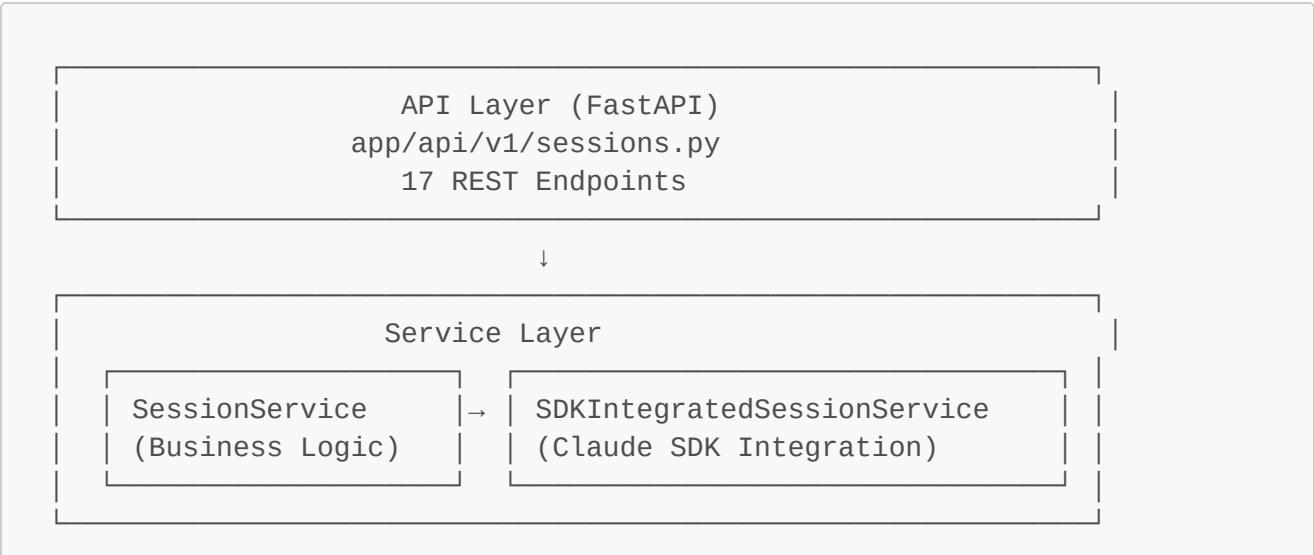 API Layer (FastAPI)
app/api/v1/sessions.py
17 REST Endpoints
↓
Service Layer
SessionService → SDKIntegratedSessionService
(Business Logic) (Claude SDK Integration)